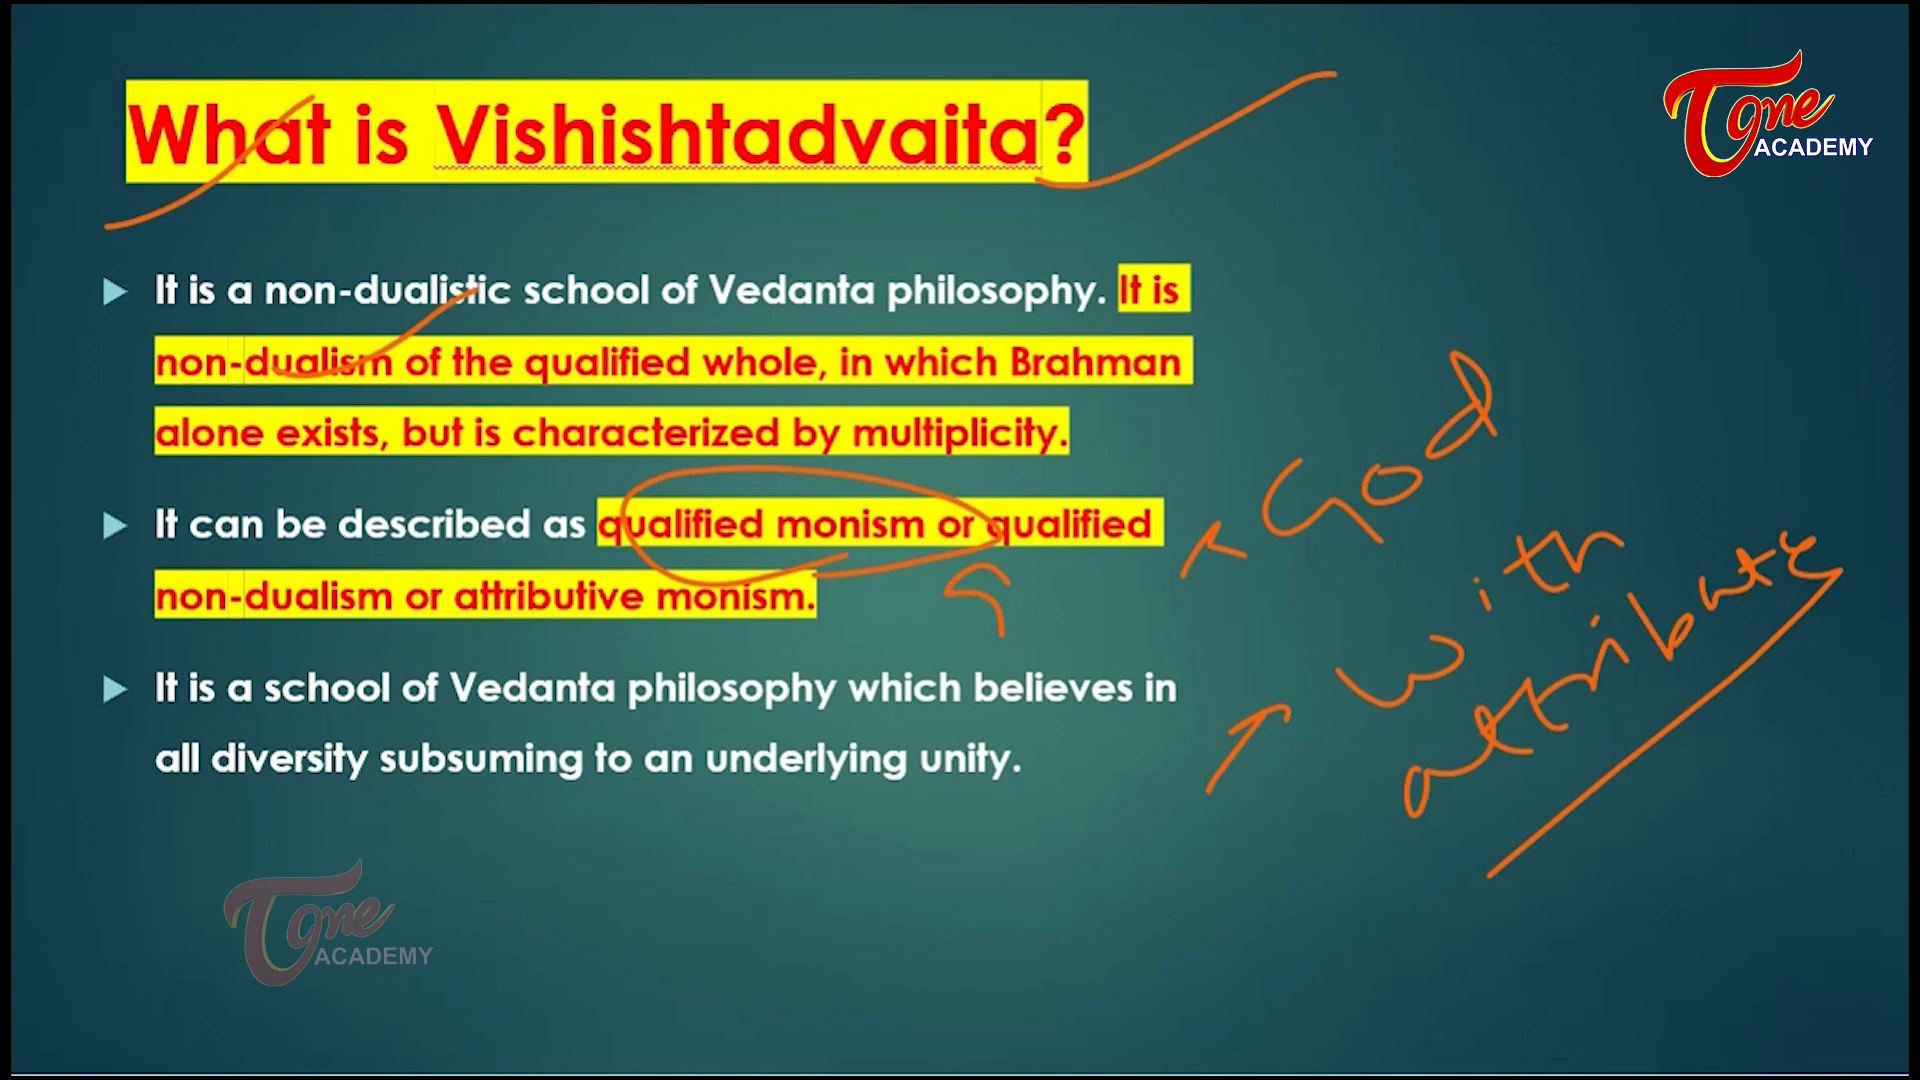 What is Vishishtadvaita?
Tone
ACADEMY
It is a non-dualistic school of Vedanta philosophy. It is
non-dualism of the qualified whole, in which Brahman
alone exists, but is characterized by multiplicity.
It can be described as qualified monism or qualified
non-dualism or attributive monism.
It is a school of Vedanta philosophy which believes in
all diversity subsuming to an underlying unity.
God
with
attributes
Tone
ACADEMY